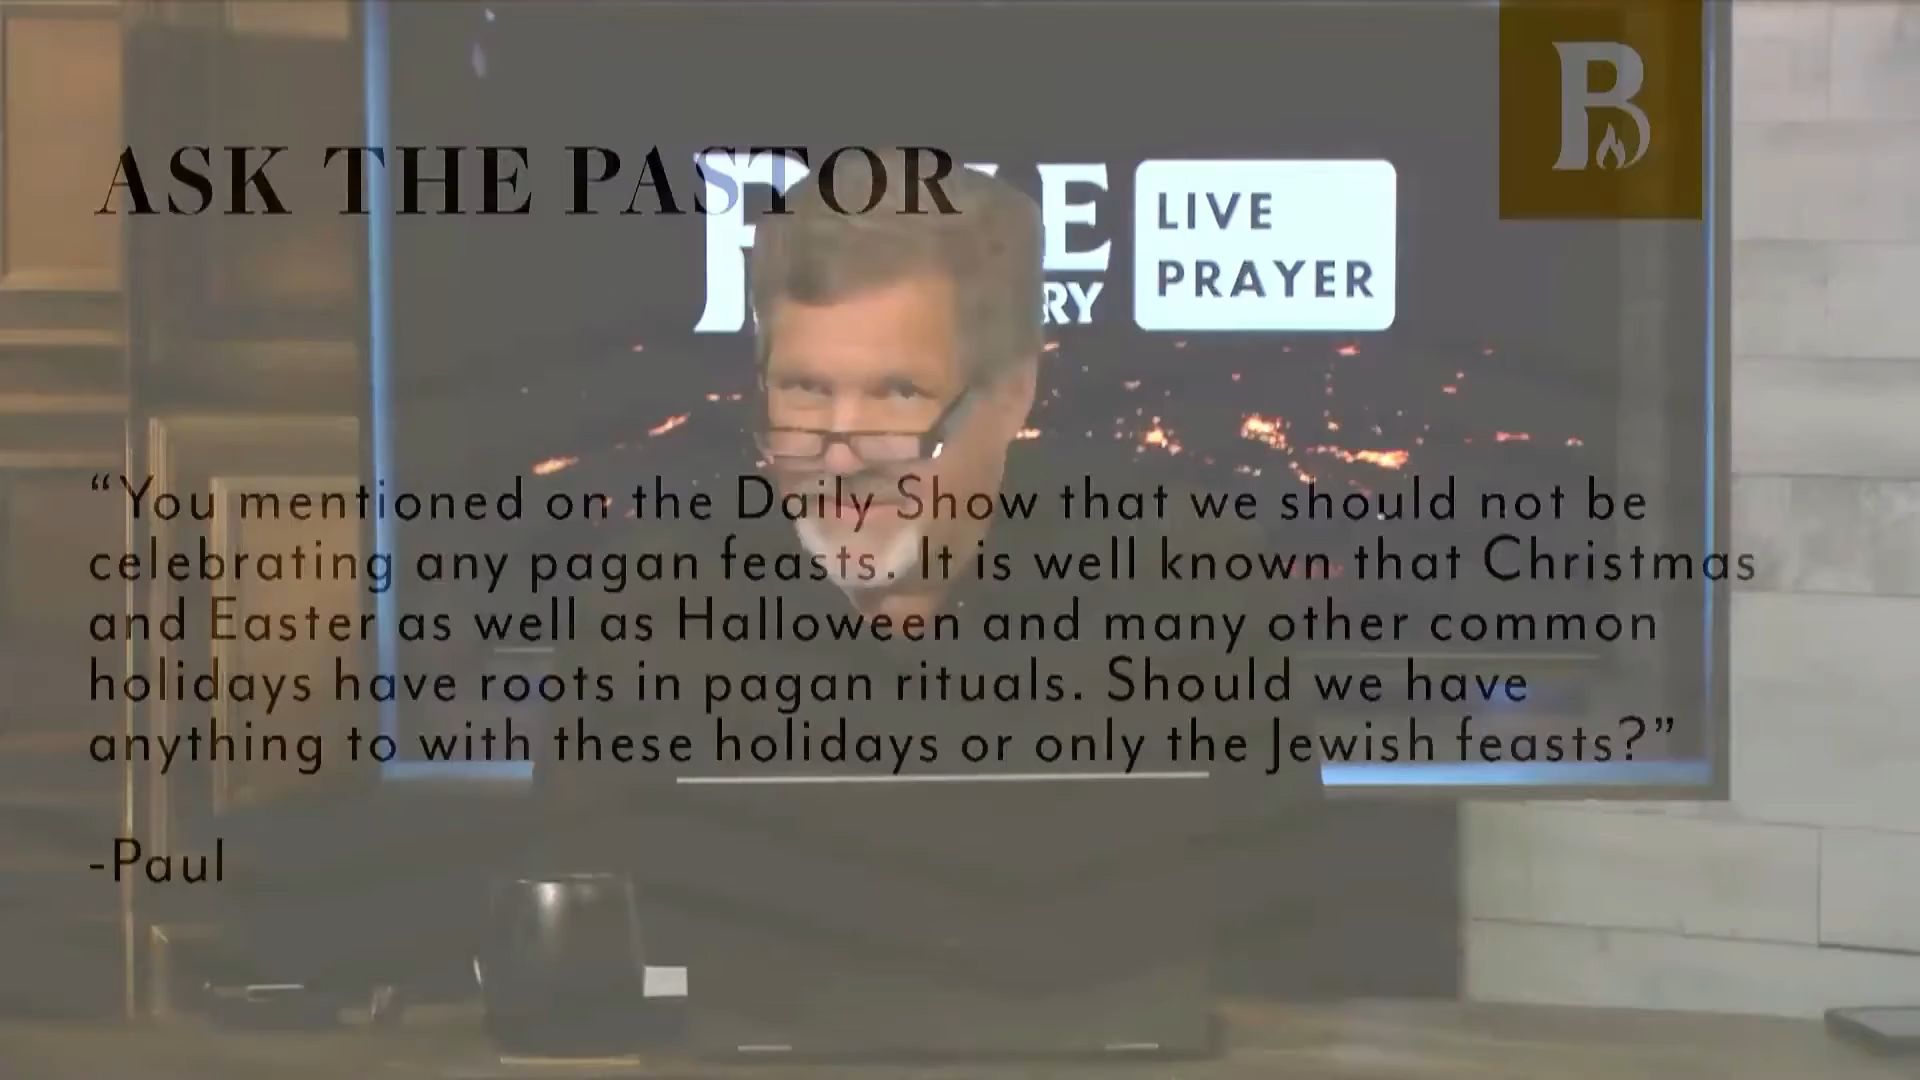 B
ASK THE PASTOR
LIVE
PRAYER
RY
“You mentioned on the Daily Show that we should not be
celebrating any pagan feasts. It is well known that Christmas
and Easter as well as Halloween and many other common
holidays have roots in pagan rituals. Should we have
anything to with these holidays or only the Jewish feasts?”
-Paul